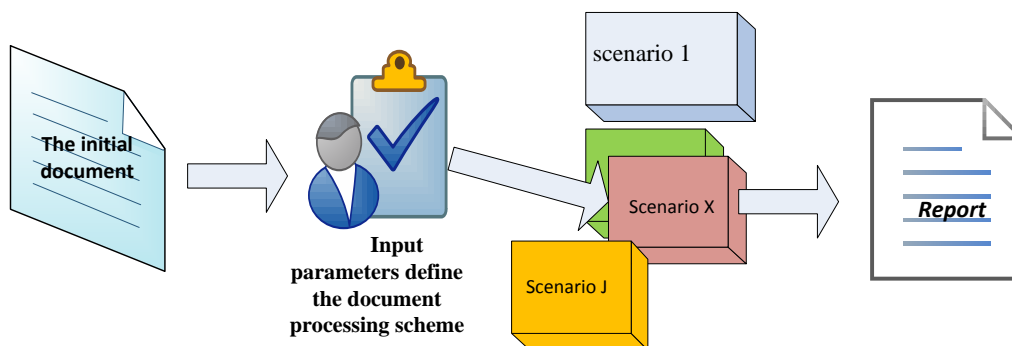 The initial
document
Input
parameters define
the document
processing scheme
scenario 1
Scenario X
Scenario J
Report